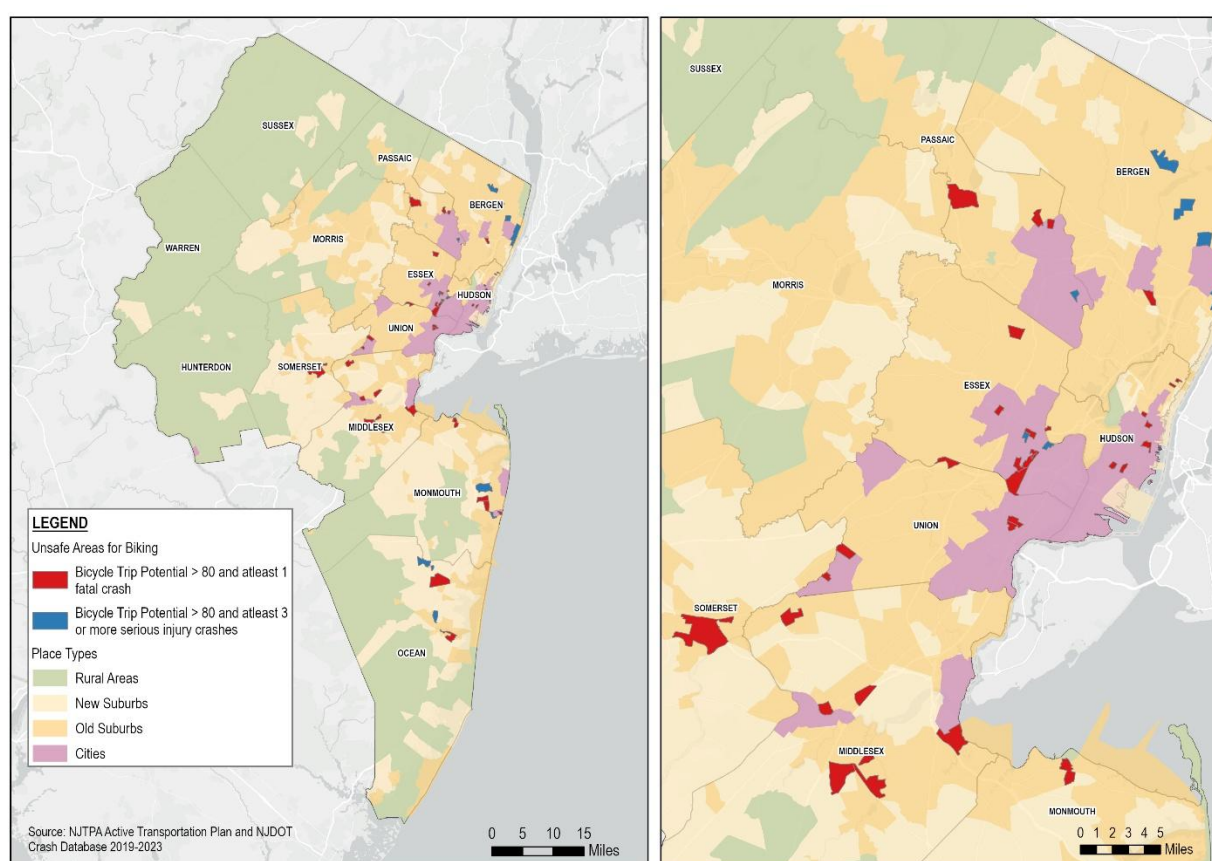 SUSSEX
PASSAIC
BERGEN
WARREN
MORRIS
ESSEX
HUDSON
UNION
HUNTERDON
SOMERSET
MIDDLESEX
MONMOUTH
OCEAN
LEGEND
Unsafe Areas for Biking
Bicycle Trip Potential > 80 and atleast 1
fatal crash
Bicycle Trip Potential > 80 and atleast 3
or more serious injury crashes
Place Types
Rural Areas
New Suburbs
Old Suburbs
Cities
Source: NJTPA Active Transportation Plan and NJDOT
Crash Database 2019-2023
0 5 10 15
Miles
SUSSEX
PASSAIC
BERGEN
MORRIS
ESSEX
HUDSON
UNION
SOMERSET
MIDDLESEX
MONMOUTH
0 1 2 3 4 5
Miles